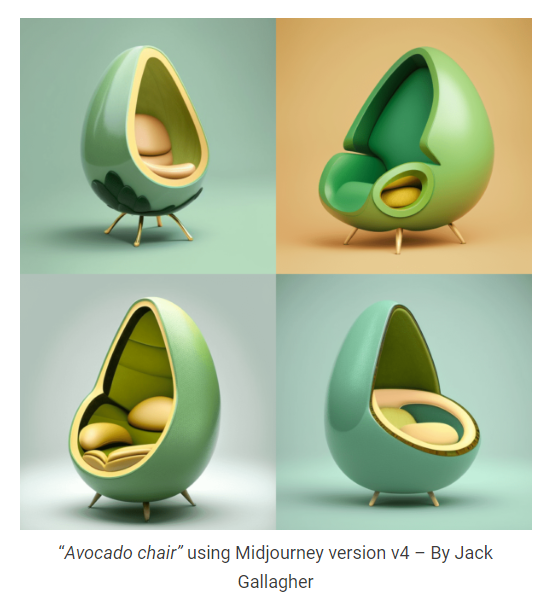 “Avocado chair” using Midjourney version v4 – By Jack
Gallagher